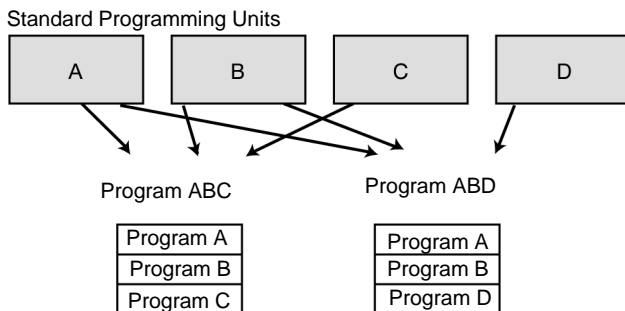 Standard Programming Units
A B C D
Program ABC Program ABD
Program A Program A
Program B Program B
Program C Program D